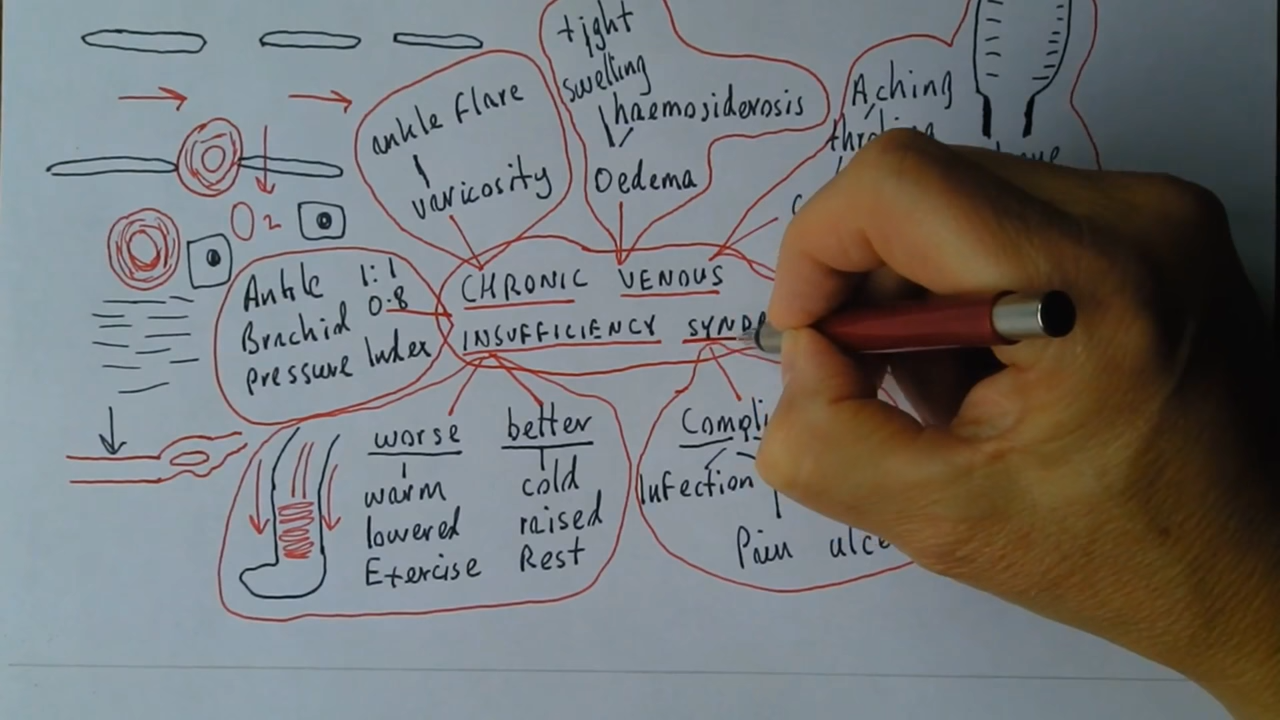 tight
swelling
haemosiderosis
Oedema
ankle flare
varicosity
Aching
O2
CHRONIC VENOUS
INSUFFICIENCY
Ankle 1:1
Brachial 0.8
pressure Index
worse
warm
lowered
Exercise
better
cold
raised
Rest
Infection
Pain